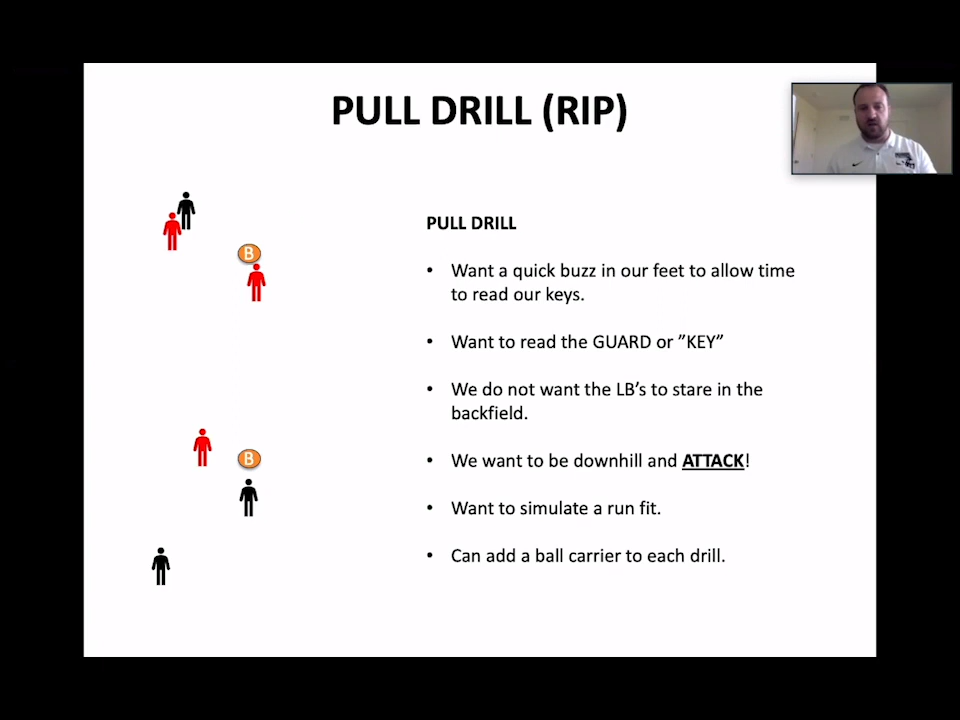 PULL DRILL (RIP)
B
B
PULL DRILL
• Want a quick buzz in our feet to allow time
to read our keys.
• Want to read the GUARD or ”KEY”
• We do not want the LB’s to stare in the
backfield.
• We want to be downhill and ATTACK!
• Want to simulate a run fit.
• Can add a ball carrier to each drill.